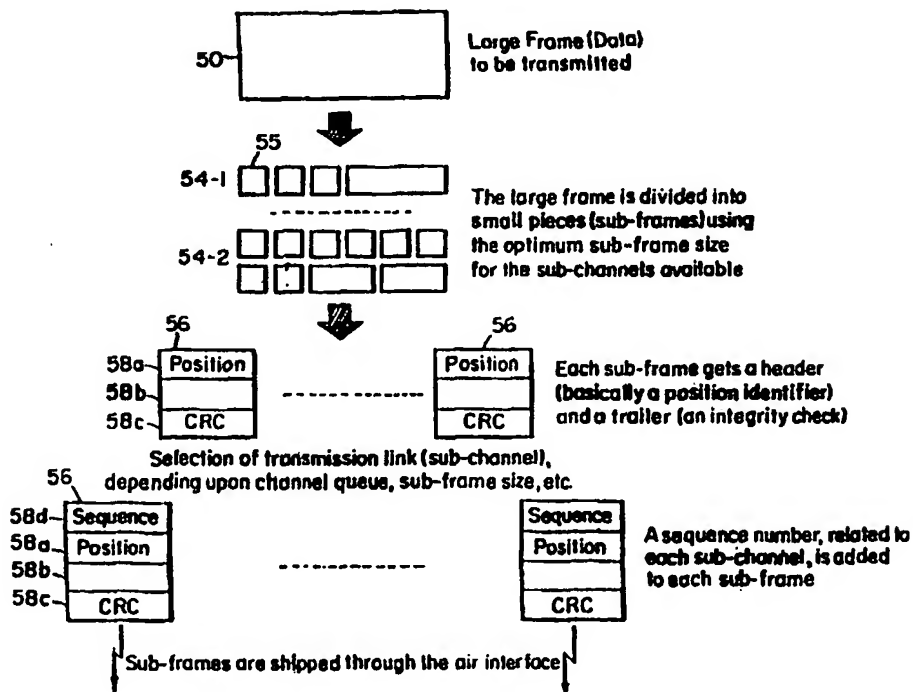 50
Large Frame (Data)
to be transmitted
55
54-1
54-2
The large frame is divided into
small pieces (sub-frames) using
the optimum sub-frame size
for the sub-channels available
56
56
58a
Position
Position
58b
58c
CRC
CRC
Each sub-frame gets a header
(basically a position identifier)
and a trailer (an integrity check)
Selection of transmission link (sub-channel),
depending upon channel queue, sub-frame size, etc.
56
58d
Sequence
Sequence
58a
Position
Position
58b
58c
CRC
CRC
A sequence number, related to
each sub-channel, is added
to each sub-frame
Sub-frames are shipped through the air interface